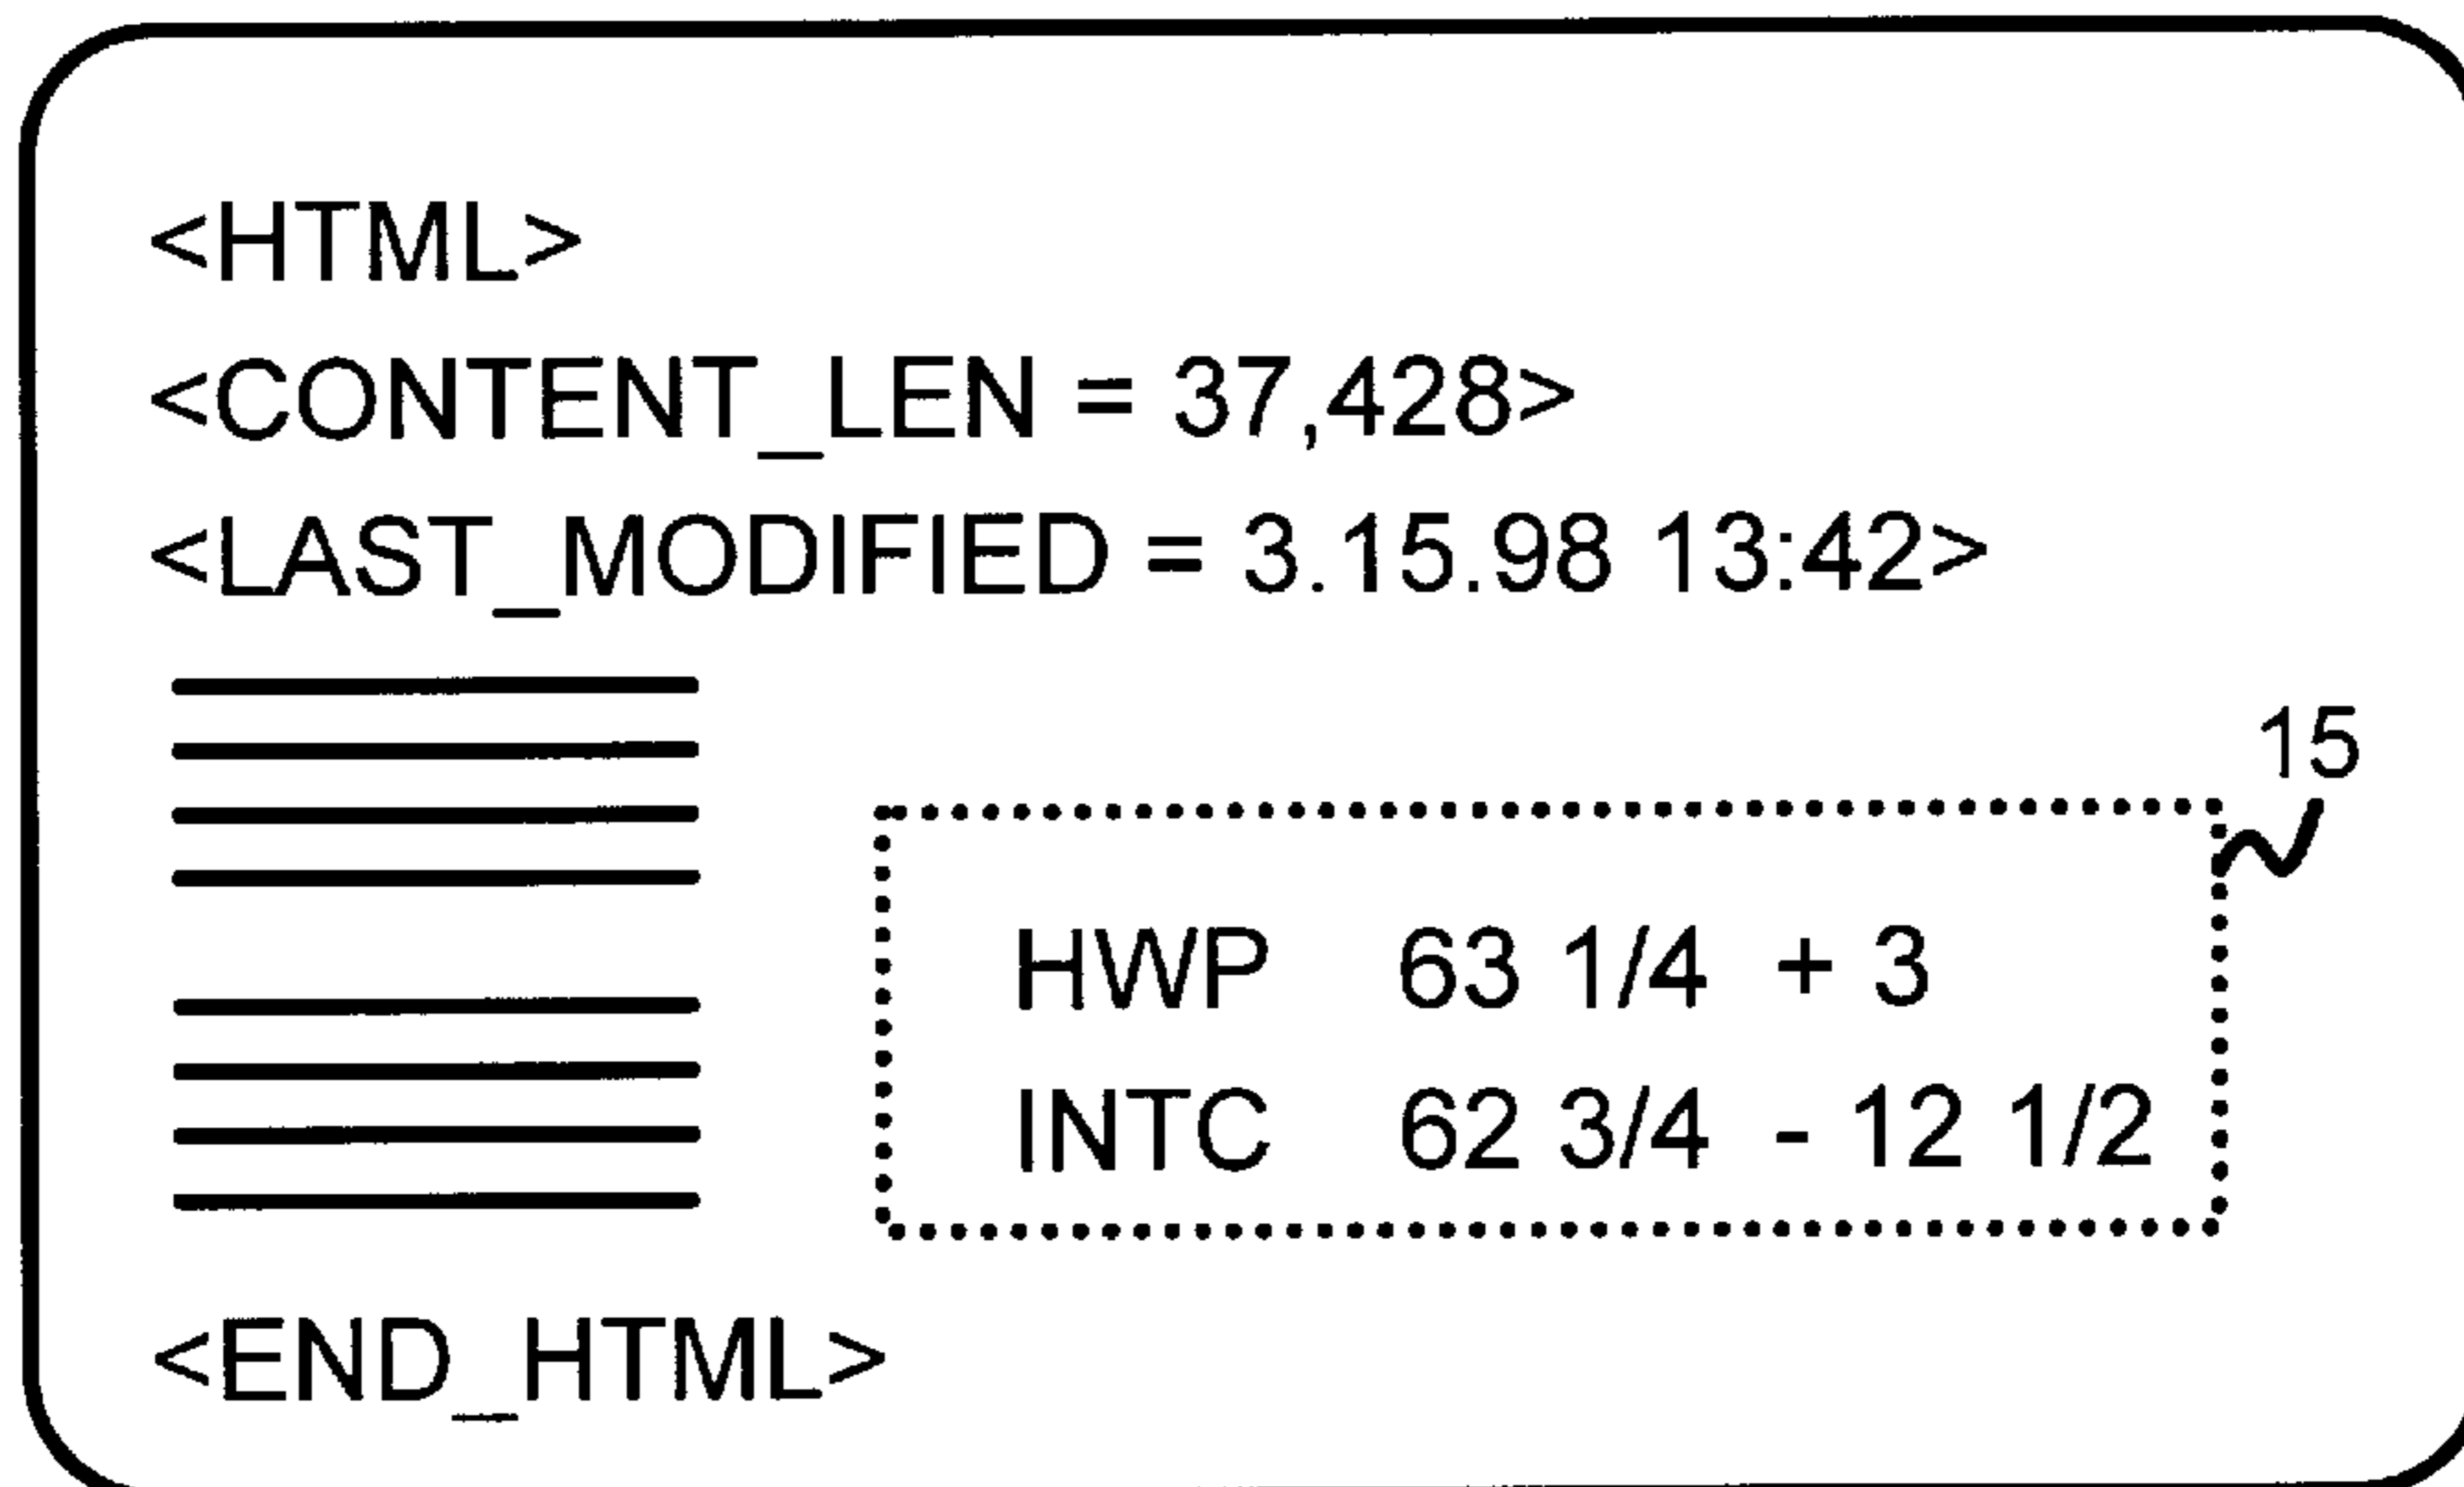 <HTML>
<CONTENT_LEN = 37,428>
<LAST_MODIFIED = 3.15.98 13:42>
15
HWP 63 1/4 + 3
INTC 62 3/4 - 12 1/2
<END_HTML>